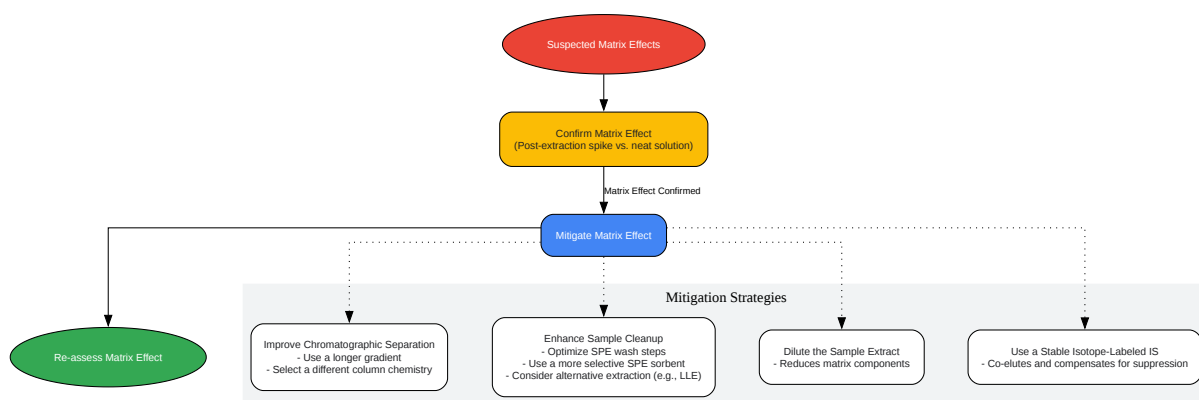 Suspected Matrix Effects
Confirm Matrix Effect
(Post-extraction spike vs. neat solution)
Matrix Effect Confirmed
Mitigate Matrix Effect
Mitigation Strategies
Re-assess Matrix Effect
Improve Chromatographic Separation
- Use a longer gradient
- Select a different column chemistry
Enhance Sample Cleanup
- Optimize SPE wash steps
- Use a more selective SPE sorbent
- Consider alternative extraction (e.g., LLE)
Dilute the Sample Extract
- Reduces matrix components
Use a Stable Isotope-Labeled IS
- Co-elutes and compensates for suppression